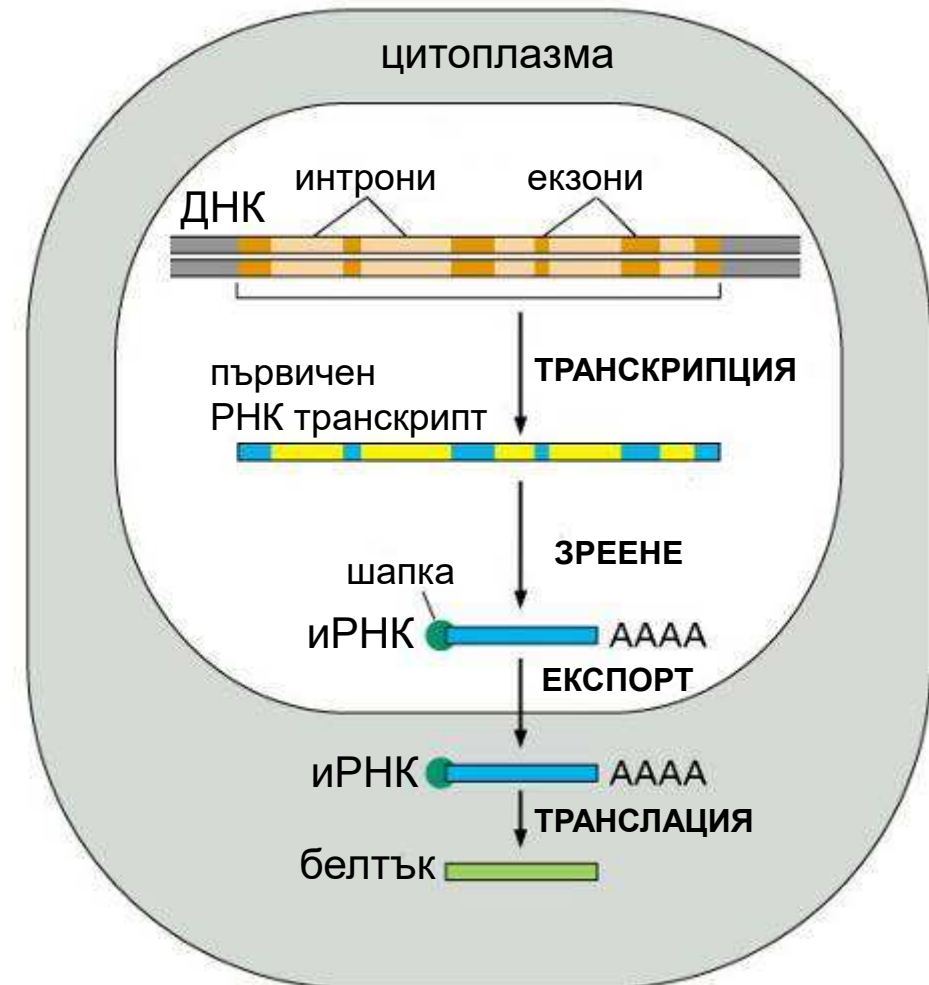 цитоплазма
интрони
екзони
ДНК
ТРАНСКРИПЦИЯ
първичен
РНК транскрипт
ЗРЕЕНЕ
шапка
иРНК
АААА
ЕКСПОРТ
иРНК
АААА
ТРАНСЛАЦИЯ
белтък